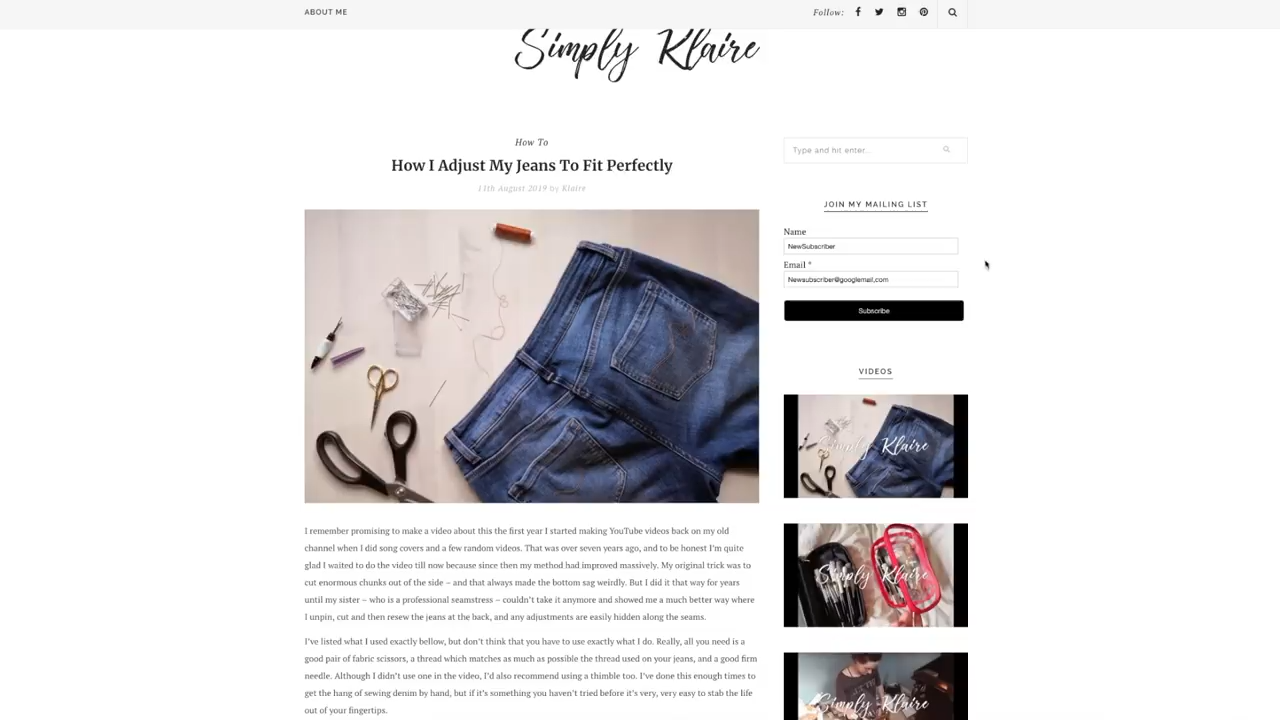 ABOUT ME
Follow:
Simply Klaire
How To
How I Adjust My Jeans To Fit Perfectly
11th August 2019 by Klaire
I remember promising to make a video about this the first year I started making YouTube videos back on my old
channel when I did song covers and a few random videos. That was over seven years ago, and to be honest I'm quite
glad I waited to do the video till now because since then my method had improved massively. My original trick was to
cut enormous chunks out of the side – and that always made the bottom sag weirdly. But I did it that way for years
until my sister – who is a professional seamstress – couldn't take it anymore and showed me a much better way where
I unpin, cut and then resew the jeans at the back, and any adjustments are easily hidden along the seams.
I've listed what I used exactly bellow, but don't think that you have to use exactly what I do. Really, all you need is a
good pair of fabric scissors, a thread which matches as much as possible the thread used on your jeans, and a good firm
needle. Although I didn't use one in the video, I'd also recommend using a thimble too. I've done this enough times to
get the hang of sewing denim by hand, but if it's something you haven't tried before it's very, very easy to stab the life
out of your fingertips.
Type and hit enter...
JOIN MY MAILING LIST
Name
NewSubscriber
Email *
Newsubscriber@googlemail,com
Subscribe
VIDEOS
Simply Klaire
Simply Klaire
Simply Klaire